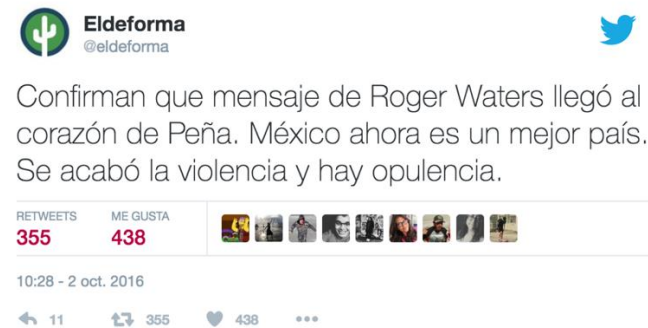 Eldeforma
@eldeforma
Confirman que mensaje de Roger Waters llegó al
corazón de Peña. México ahora es un mejor país.
Se acabó la violencia y hay opulencia.
RETWEETS ME GUSTA
355 438
10:28 - 2 oct. 2016
11 355 438